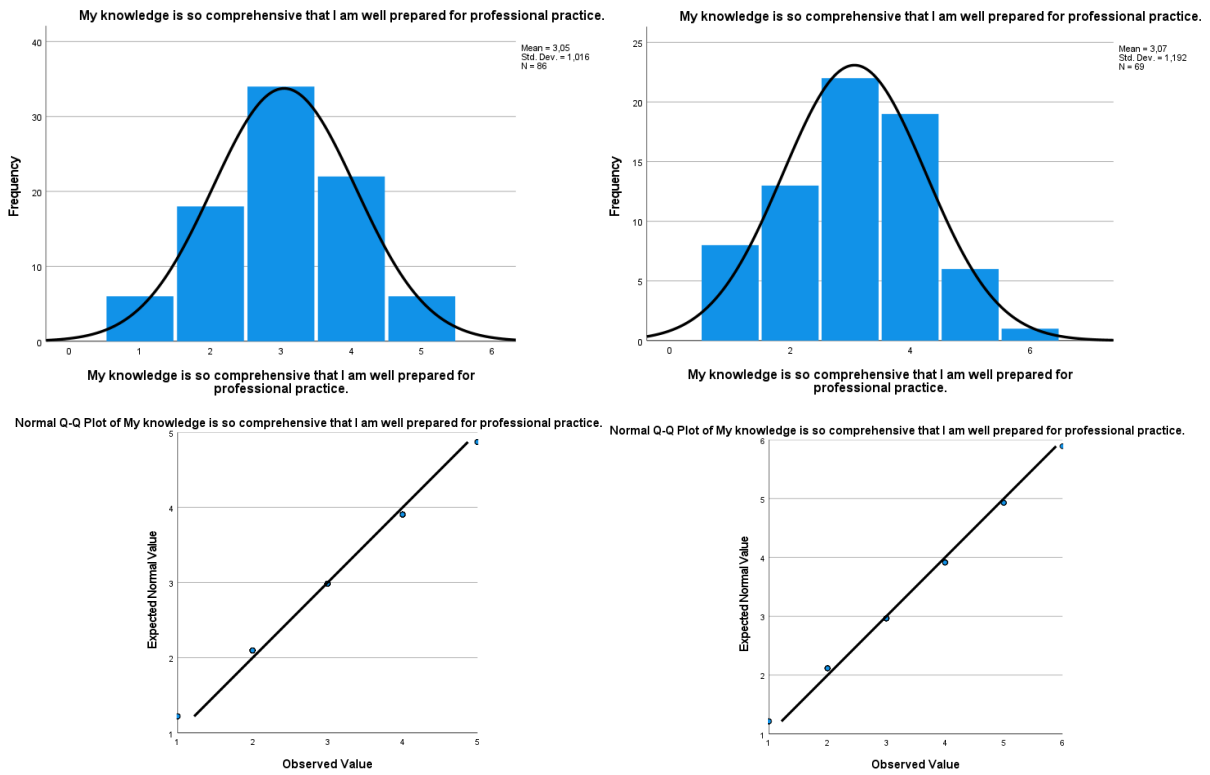 My knowledge is so comprehensive that I am well prepared for professional practice.
40
30
20
10
0
Frequency
Mean = 3,05
Std. Dev. = 1,016
N = 86
0 1 2 3 4 5 6
My knowledge is so comprehensive that I am well prepared for
professional practice.
My knowledge is so comprehensive that I am well prepared for professional practice.
25
20
15
10
5
0
Frequency
Mean = 3,07
Std. Dev. = 1,192
N = 69
0 2 4 6
My knowledge is so comprehensive that I am well prepared for
professional practice.
Normal Q-Q Plot of My knowledge is so comprehensive that I am well prepared for professional practice.
5
4
3
2
1
Expected Normal Value
1 2 3 4 5
Observed Value
Normal Q-Q Plot of My knowledge is so comprehensive that I am well prepared for professional practice.
6
5
4
3
2
1
Expected Normal Value
1 2 3 4 5 6
Observed Value